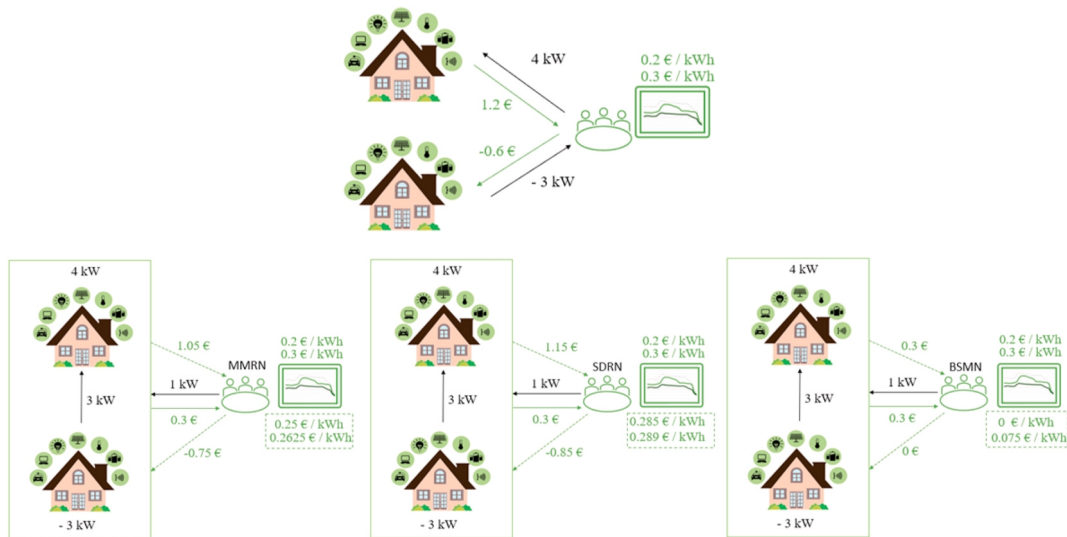 0.2 € / kWh
0.3 € / kWh
4 kW
1.2 €
-0.6 €
- 3 kW
4 kW
1.05 €
MMRN
0.2 € / kWh
0.3 € / kWh
1 kW
3 kW
0.3 €
0.25 € / kWh
0.2625 € / kWh
-0.75 €
- 3 kW
4 kW
1.15 €
SDRN
0.2 € / kWh
0.3 € / kWh
1 kW
3 kW
0.3 €
0.285 € / kWh
0.289 € / kWh
-0.85 €
- 3 kW
4 kW
0.3 €
BSMN
0.2 € / kWh
0.3 € / kWh
1 kW
3 kW
0.3 €
0 € / kWh
0.075 € / kWh
0 €
- 3 kW